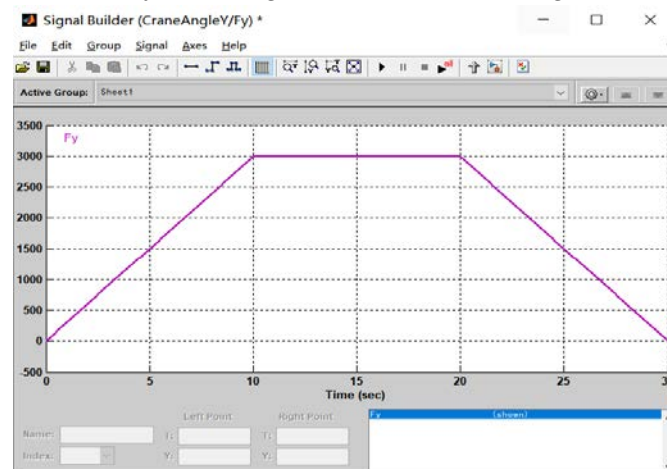 Signal Builder (CraneAngleY/Fy) *
File Edit Group Signal Axes Help
Active Group: Sheet1
Fy
3500
3000
2500
2000
1500
1000
500
0
-500
0 5 10 15 20 25 3
Time (sec)
Left Point Right Point
Name: T: T:
Index: Y: Y:
Fy (shown)